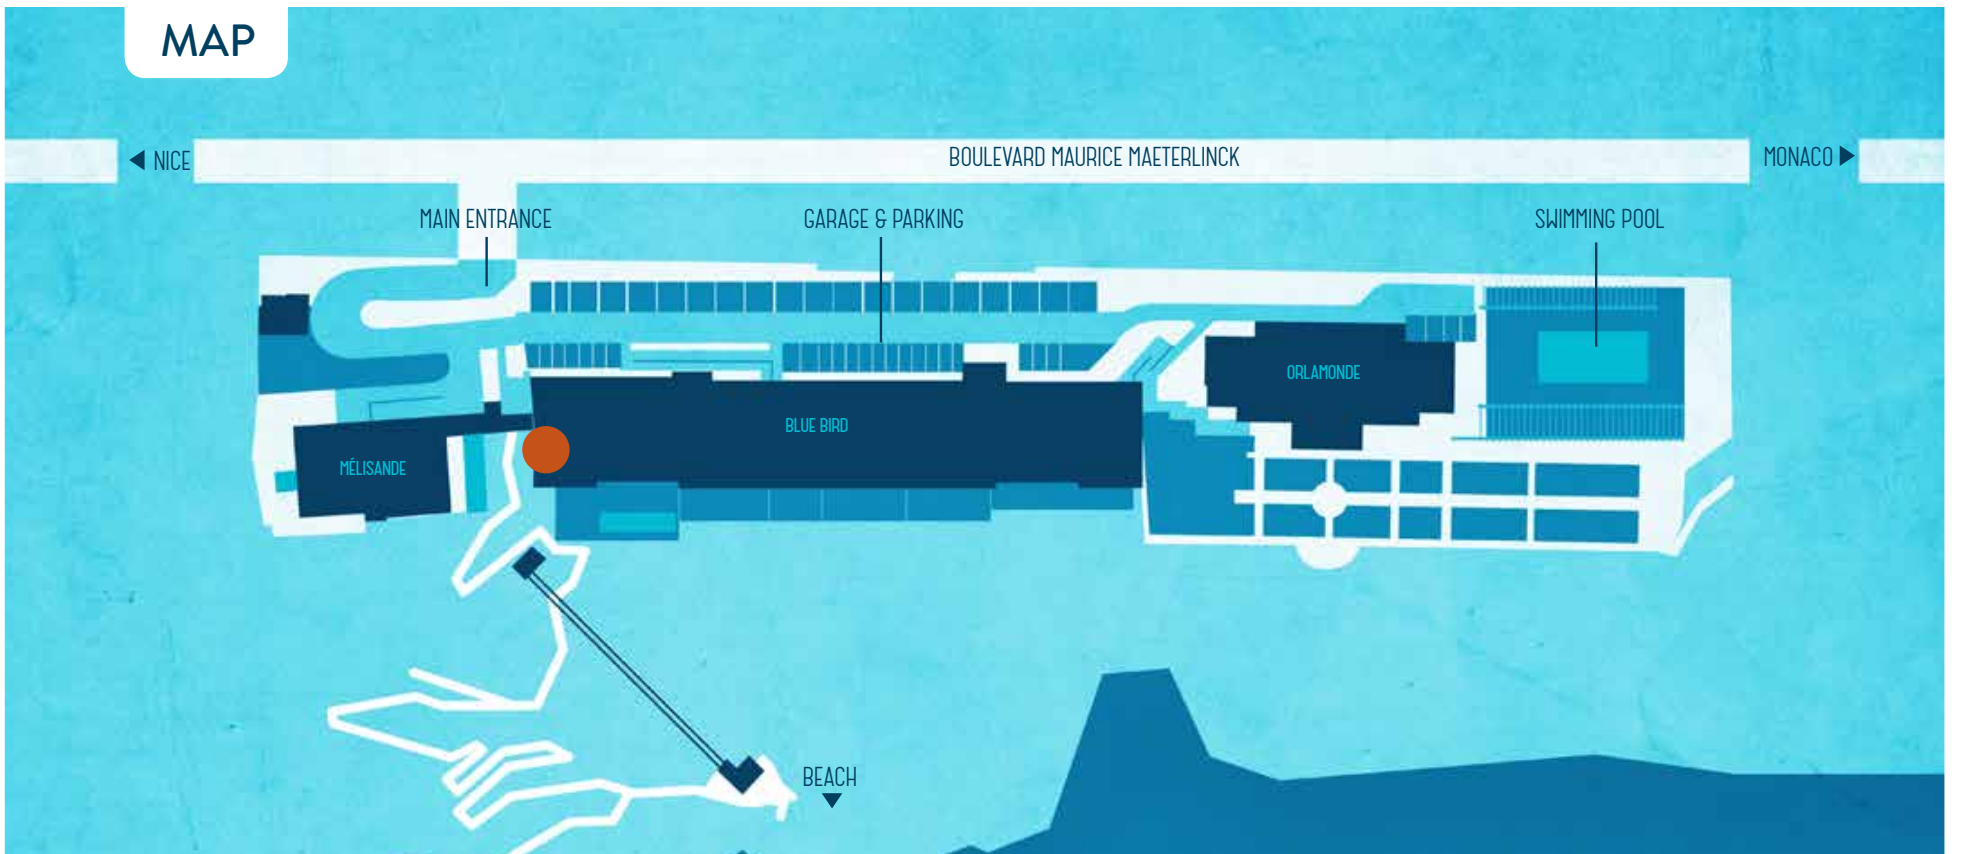 MAP
NICE
BOULEVARD MAURICE MAETERLINCK
MONACO
MAIN ENTRANCE
GARAGE & PARKING
SWIMMING POOL
ORLAMONDE
BLUE BIRD
MÉLISANDE
BEACH